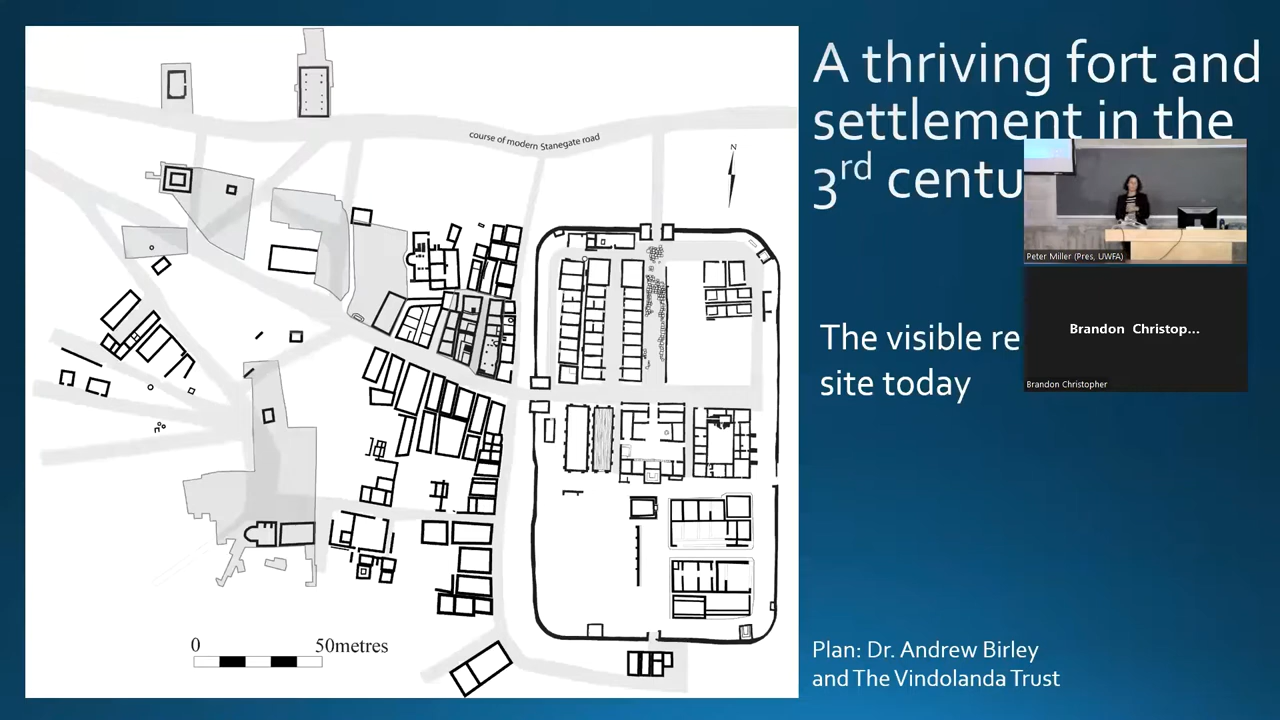 A thriving fort and
settlement in the
3rd centu
course of modern Stanegate road
N
Peter Miller (Pres, UWFA)
The visible re
site today
Brandon Christop...
Brandon Christopher
0 50metres
Plan: Dr. Andrew Birley
and The Vindolanda Trust